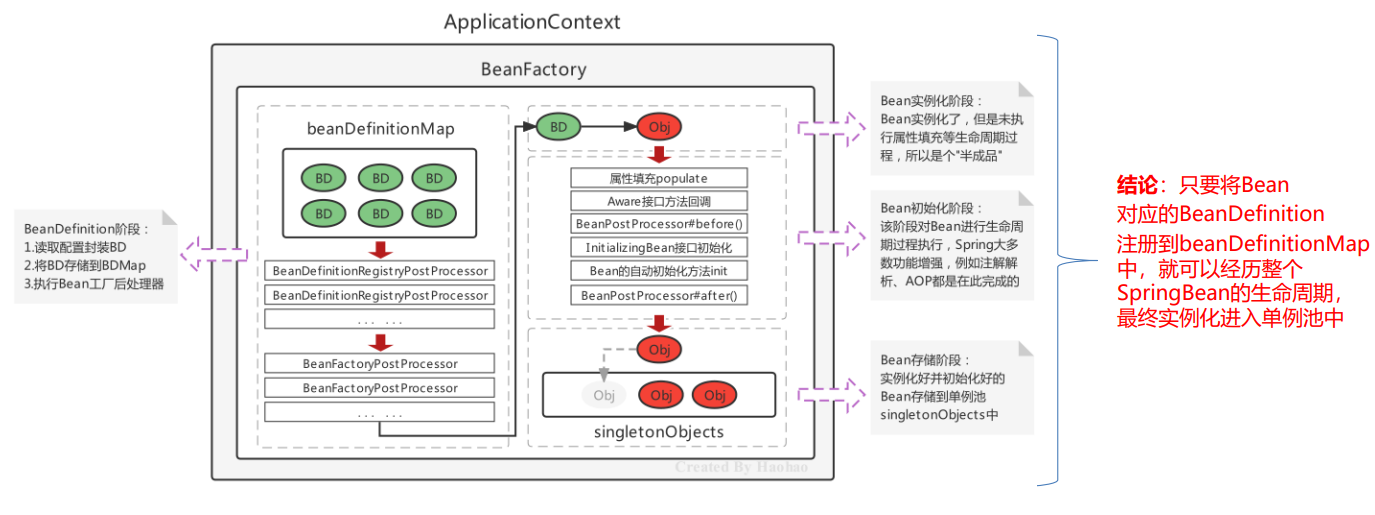 ApplicationContext
BeanFactory
beanDefinitionMap
BD BD BD
BD BD BD
BeanDefinitionRegistryPostProcessor
BeanDefinitionRegistryPostProcessor
... ...
BeanFactoryPostProcessor
BeanFactoryPostProcessor
... ...
BeanDefinition阶段：
1.读取配置封装BD
2.将BD存储到BDMap
3.执行Bean工厂后处理器
BD Obj
属性填充populate
Aware接口方法回调
BeanPostProcessor#before()
InitializingBean接口初始化
Bean的自动初始化方法init
BeanPostProcessor#after()
Obj
Obj Obj Obj
singletonObjects
Created By Haohao
Bean实例化阶段：
Bean实例化了，但是未执
行属性填充等生命周期过
程，所以是个"半成品"
Bean初始化阶段：
该阶段对Bean进行生命周
期过程执行，Spring大多
数功能增强，例如注解解
析、AOP都是在此完成的
Bean存储阶段：
实例化好并初始化好的
Bean存储到单例池
singletonObjects中
结论：只要将Bean
对应的BeanDefinition
注册到beanDefinitionMap
中，就可以经历整个
SpringBean的生命周期，
最终实例化进入单例池中